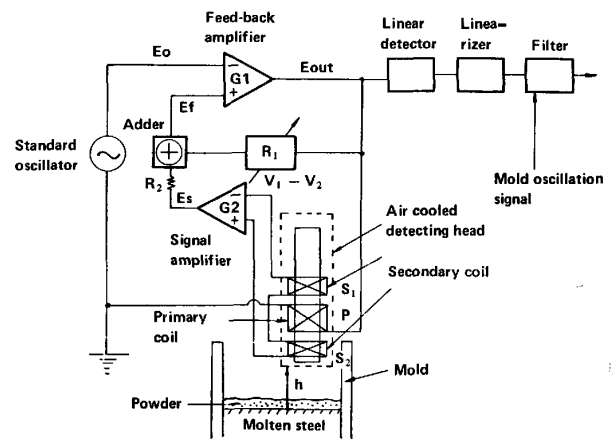 Feed-back
amplifier
Eo
−
G1
+
Eout
Linear
detector
Linea-
rizer
Filter
Ef
Adder
+
Standard
oscillator
R1
R2
Es
V1 − V2
−
G2
+
Mold oscillation
signal
Signal
amplifier
Air cooled
detecting head
S1
Secondary coil
Primary
coil
P
S2
Mold
h
Powder
Molten steel